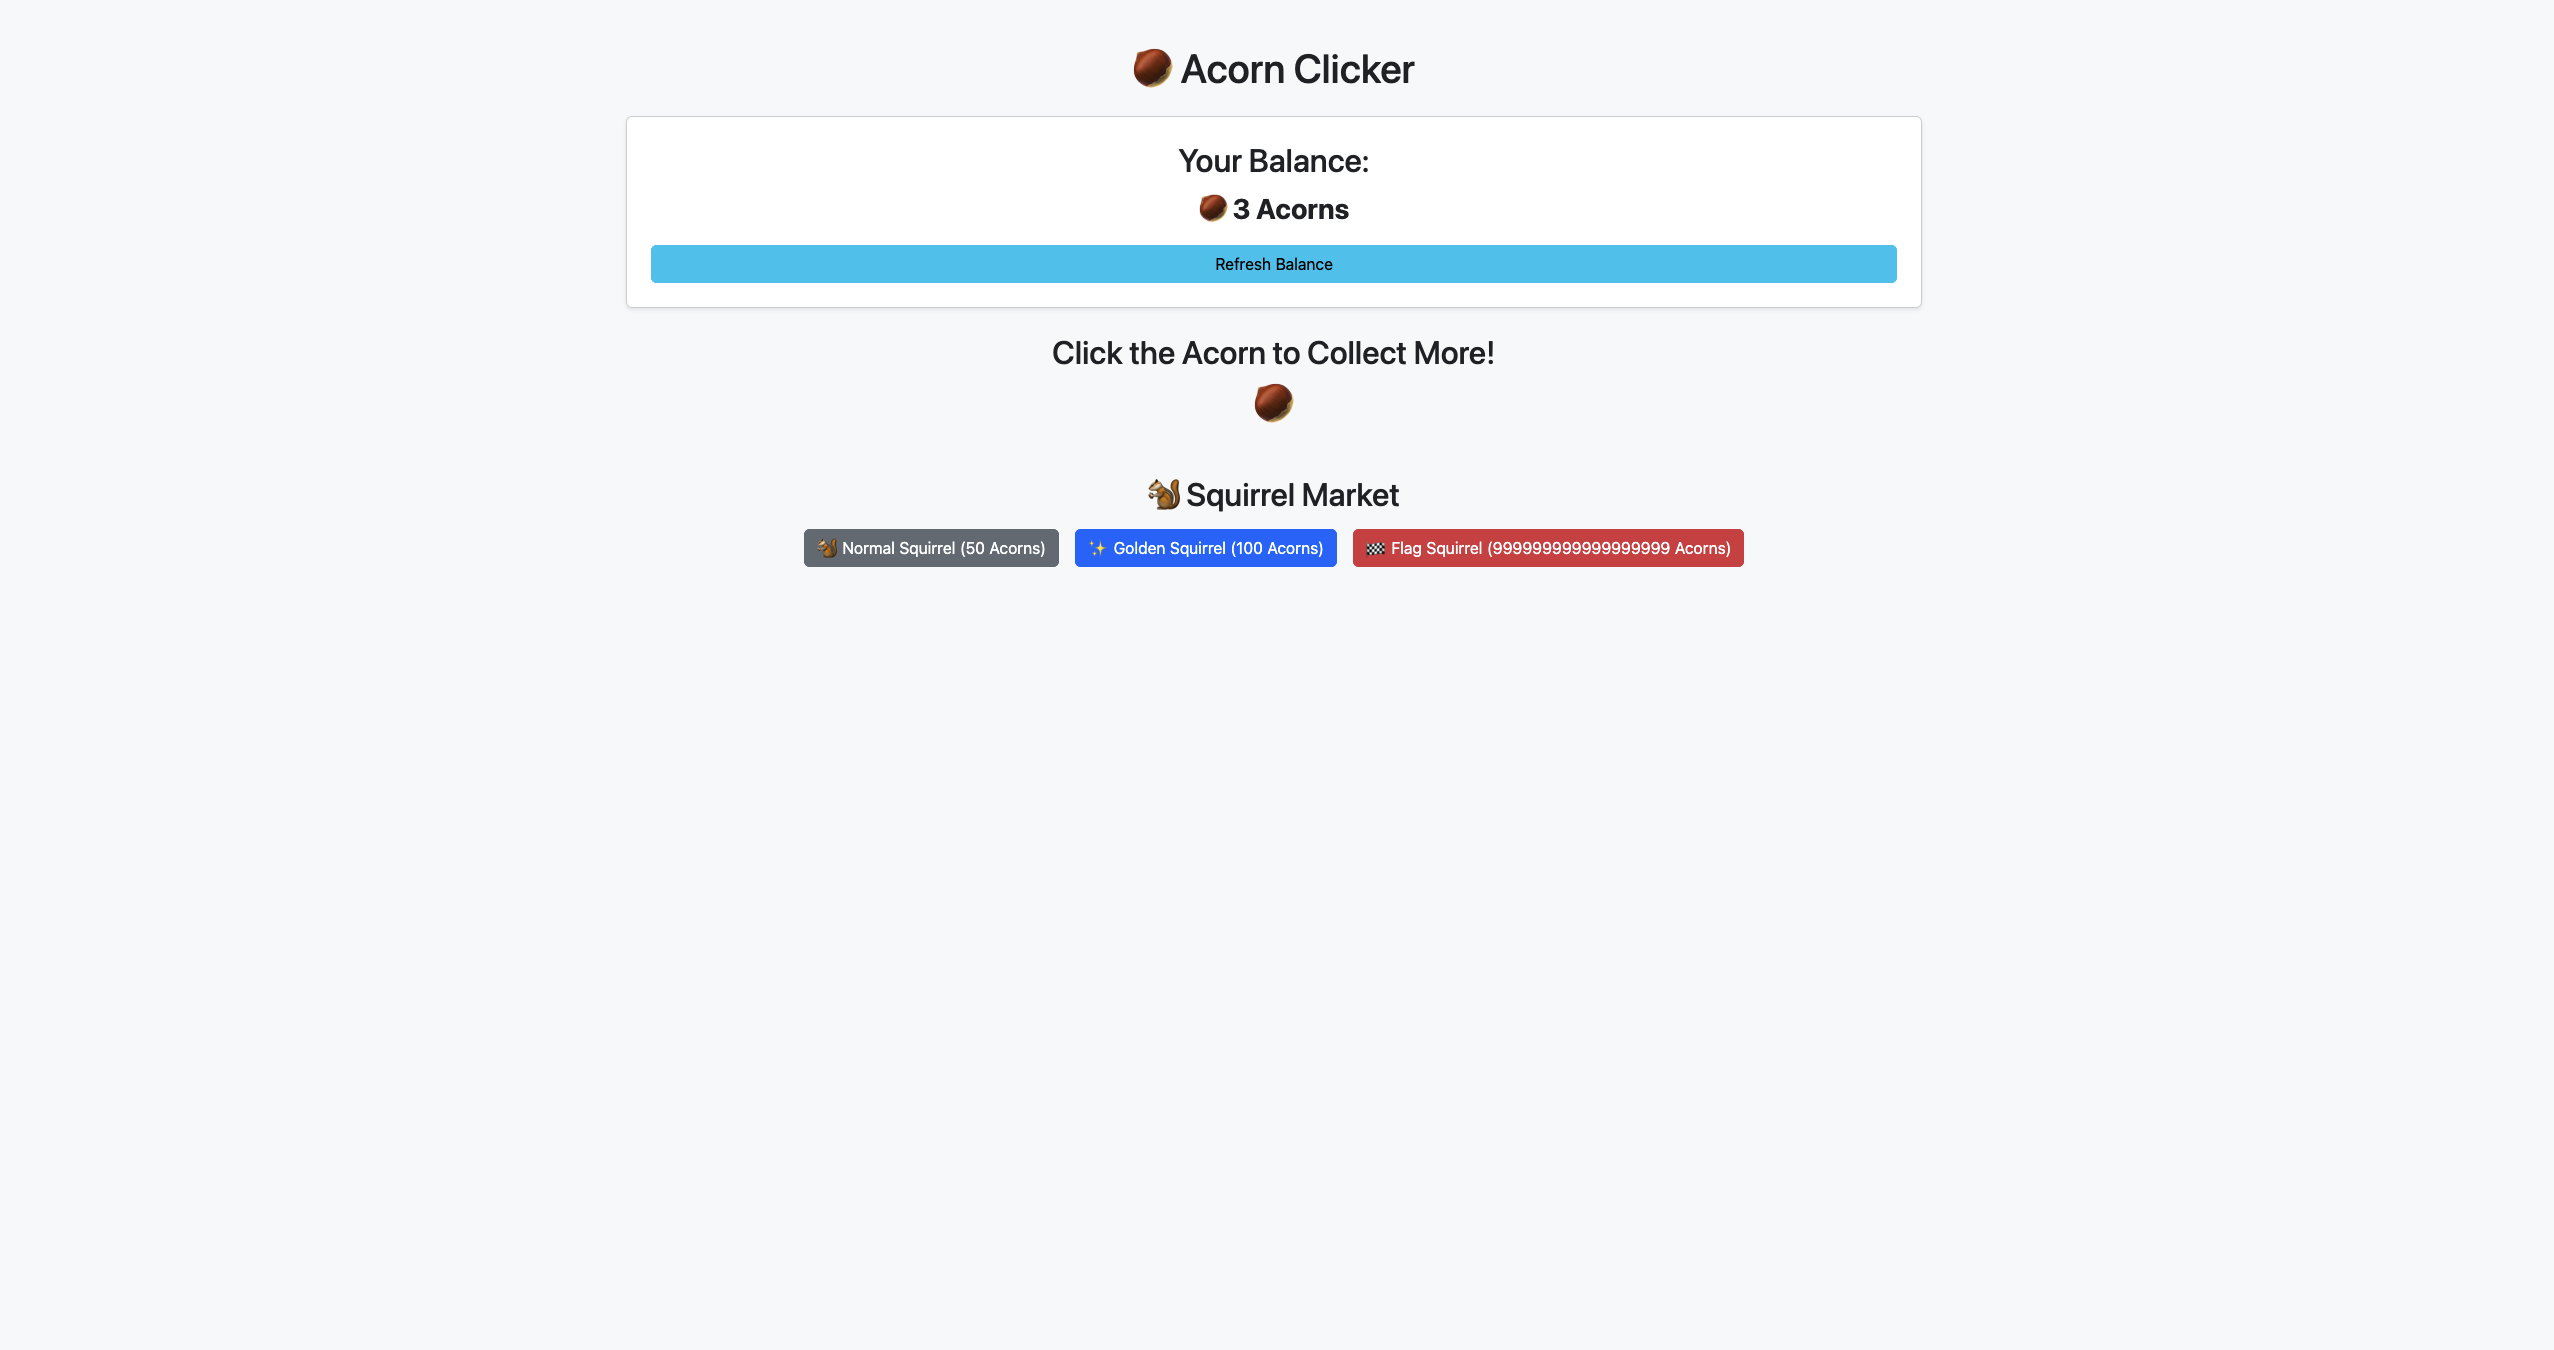 Acorn Clicker
Your Balance:
3 Acorns
Refresh Balance
Click the Acorn to Collect More!
Squirrel Market
Normal Squirrel (50 Acorns) Golden Squirrel (100 Acorns) Flag Squirrel (999999999999999999 Acorns)